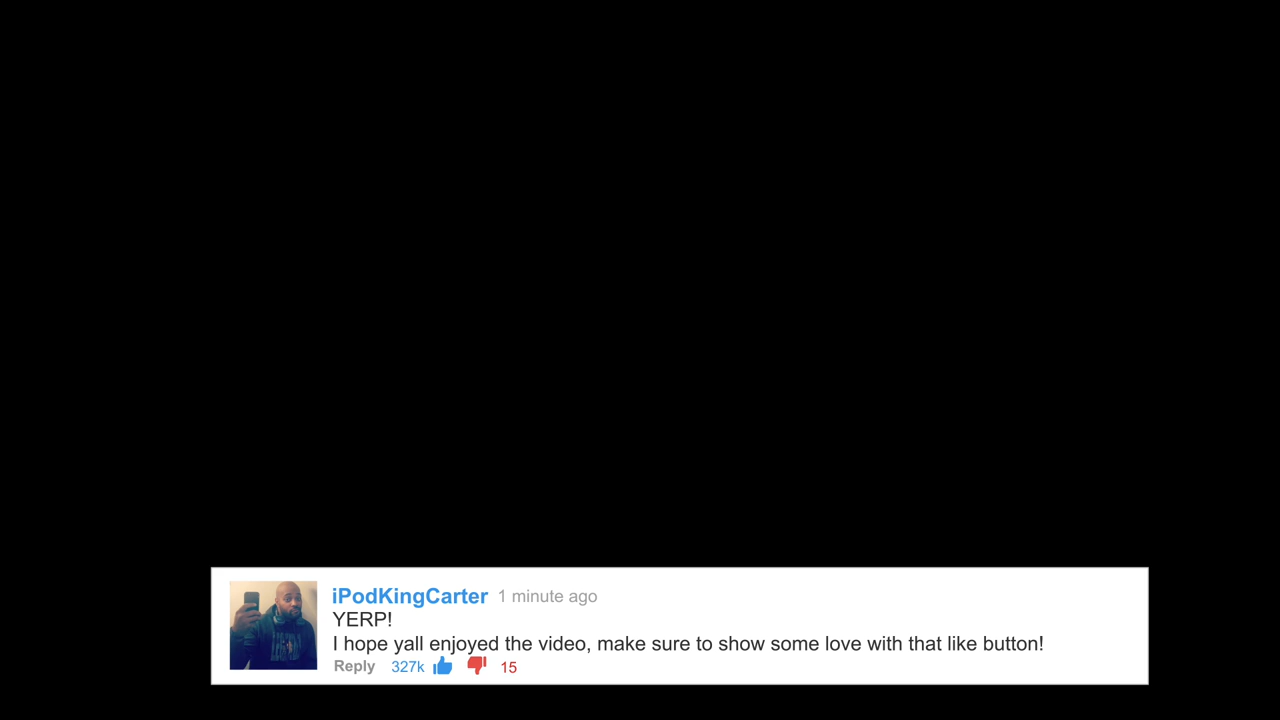 iPodKingCarter 1 minute ago
YERP!
I hope yall enjoyed the video, make sure to show some love with that like button!
Reply 327k 15